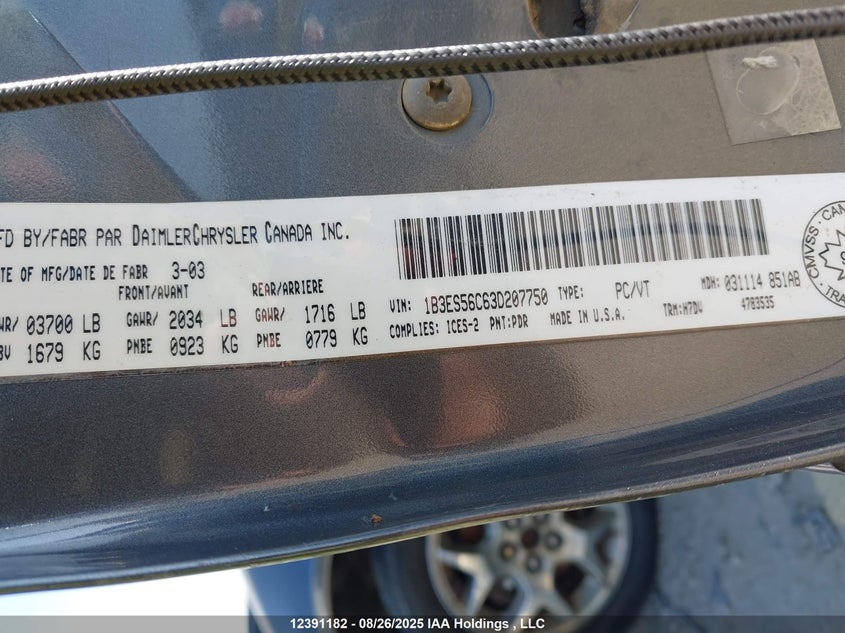 FD BY/FABR PAR DAIMLERCHRYSLER CANADA INC.
TE OF MFG/DATE DE FABR 3-03
FRONT/AVANT REAR/ARRIERE
WR/ 03700 LB GAWR/ 2034 LB GAWR/ 1716 LB
BV 1679 KG PNBE 0923 KG PNBE 0779 KG
VIN: 1B3ES56C63D207750 TYPE: PC/VT MDH: 031114 851AB
COMPLIES: ICES-2 PNT:PDR MADE IN U.S.A. TRM:H7DV 4783535
CMVSS
12391182 - 08/26/2025 IAA Holdings , LLC